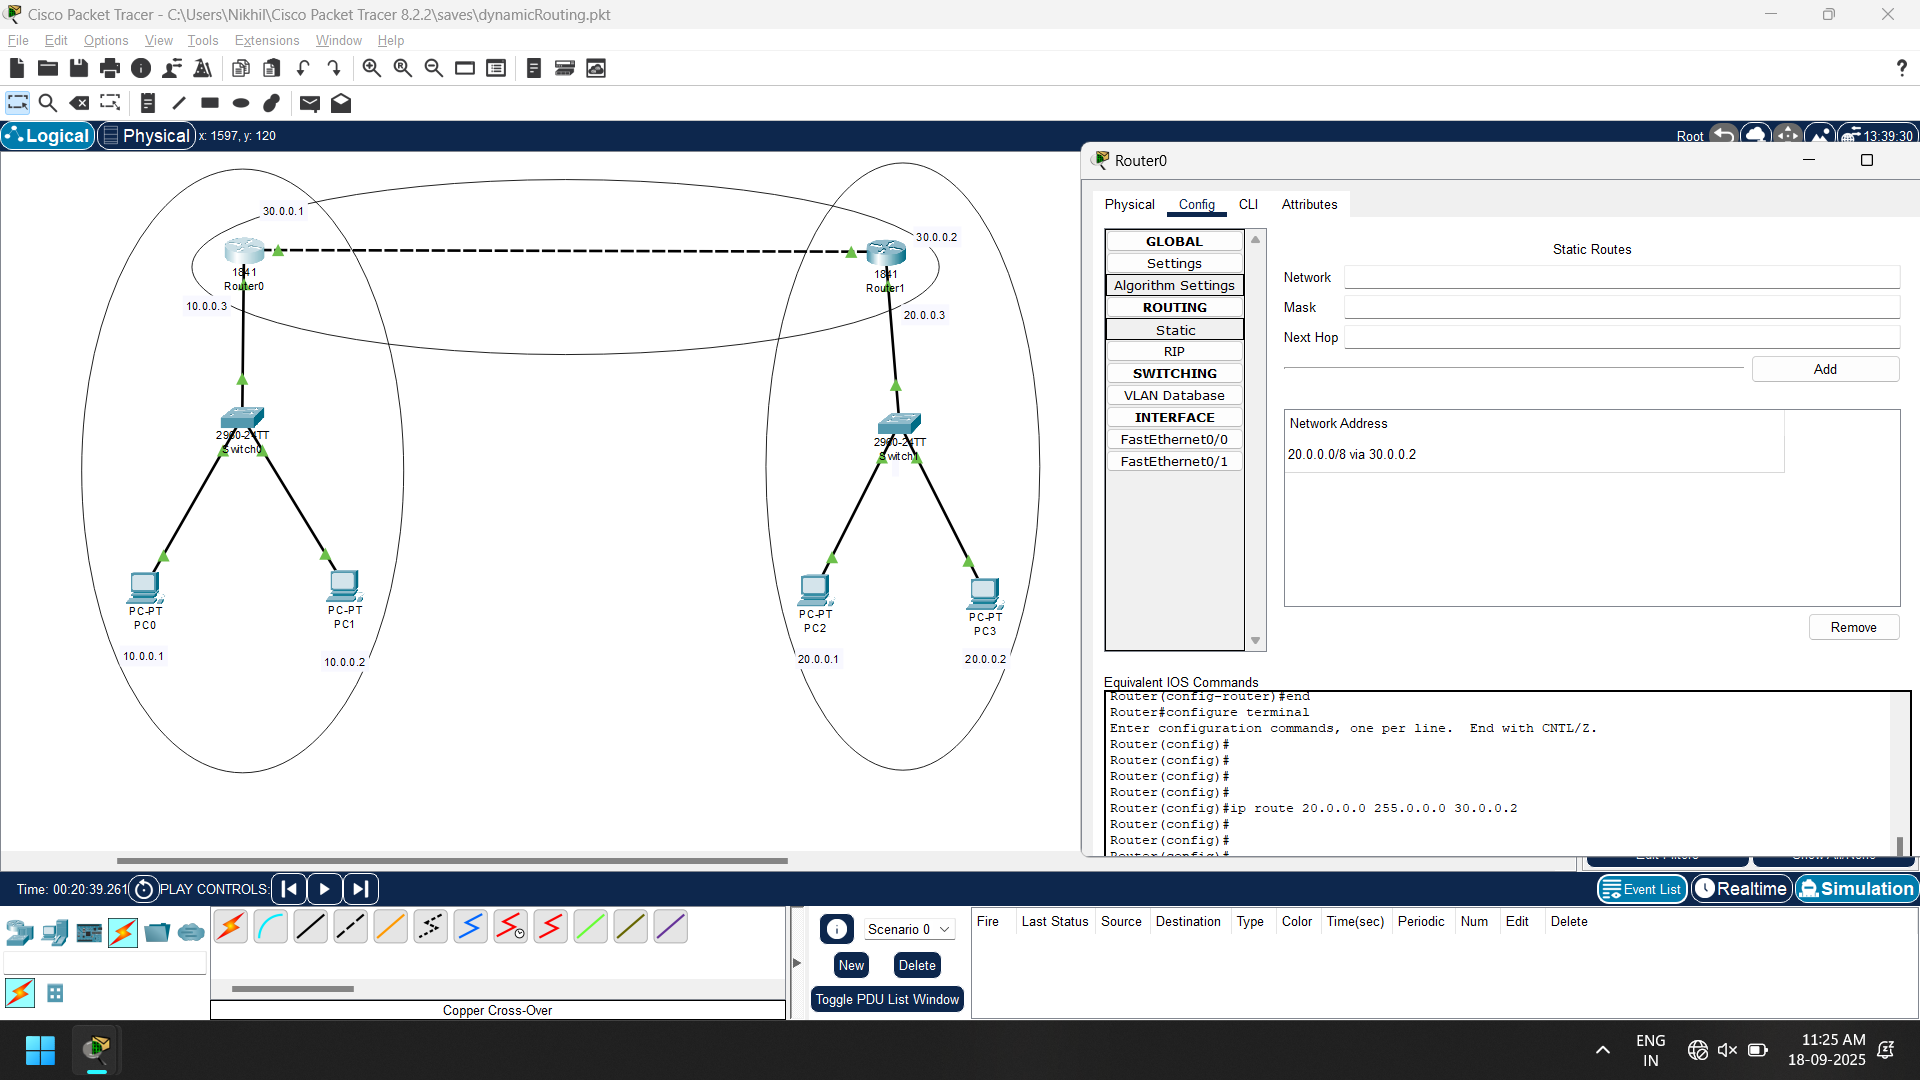 Cisco Packet Tracer - C:\Users\Nikhil\Cisco Packet Tracer 8.2.2\saves\dynamicRouting.pkt
File Edit Options View Tools Extensions Window Help
Logical Physical x: 1597, y: 120
Root 13:39:30
30.0.0.1
30.0.0.2
1841
Router0
1841
Router1
10.0.0.3
20.0.0.3
2960-24TT
Switch0
2960-24TT
Switch1
PC-PT
PC0
PC-PT
PC1
PC-PT
PC2
PC-PT
PC3
10.0.0.1
10.0.0.2
20.0.0.1
20.0.0.2
Router0
Physical Config CLI Attributes
GLOBAL
Settings
Algorithm Settings
ROUTING
Static
RIP
SWITCHING
VLAN Database
INTERFACE
FastEthernet0/0
FastEthernet0/1
Static Routes
Network
Mask
Next Hop
Add
Network Address
20.0.0.0/8 via 30.0.0.2
Remove
Equivalent IOS Commands
Router(config-router)#end
Router#configure terminal
Enter configuration commands, one per line. End with CNTL/Z.
Router(config)#
Router(config)#
Router(config)#
Router(config)#
Router(config)#ip route 20.0.0.0 255.0.0.0 30.0.0.2
Router(config)#
Router(config)#
Router(config)#
Time: 00:20:39.261 PLAY CONTROLS:
Event List Realtime Simulation
Scenario 0
New Delete
Toggle PDU List Window
Fire Last Status Source Destination Type Color Time(sec) Periodic Num Edit Delete
Copper Cross-Over
ENG
IN
11:25 AM
18-09-2025